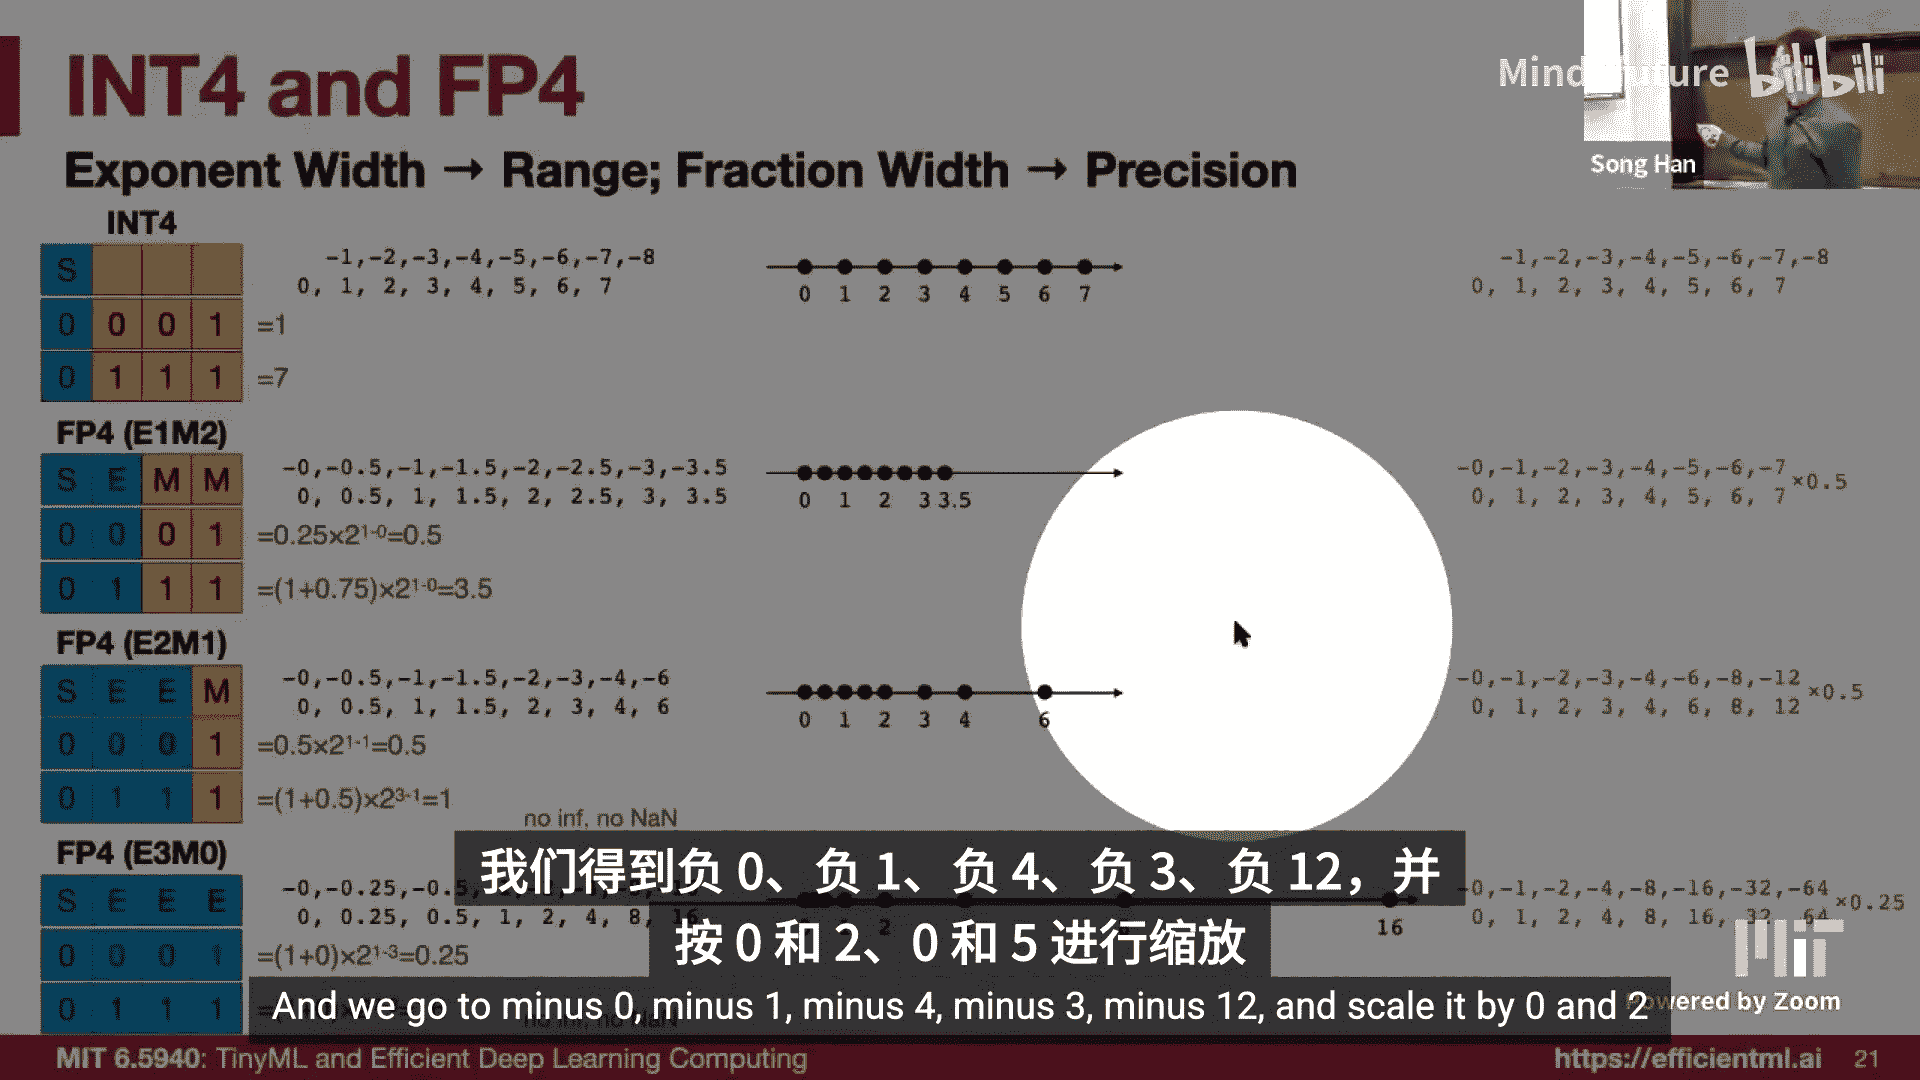 INT4 and FP4
Mind
ture
bilibili
Song Han
Exponent Width → Range; Fraction Width → Precision
INT4
S
0 0 0 1 =1
0 1 1 1 =7
-1,-2,-3,-4,-5,-6,-7,-8
0, 1, 2, 3, 4, 5, 6, 7
0 1 2 3 4 5 6 7
-1,-2,-3,-4,-5,-6,-7,-8
0, 1, 2, 3, 4, 5, 6, 7
FP4 (E1M2)
S E M M
0 0 0 1 =0.25×2¹⁻⁰=0.5
0 1 1 1 =(1+0.75)×2¹⁻⁰=3.5
-0,-0.5,-1,-1.5,-2,-2.5,-3,-3.5
0, 0.5, 1, 1.5, 2, 2.5, 3, 3.5
0 1 2 3 3.5
-0,-1,-2,-3,-4,-5,-6,-7
0, 1, 2, 3, 4, 5, 6, 7
×0.5
FP4 (E2M1)
S E E M
0 0 0 1 =0.5×2¹⁻¹=0.5
0 1 1 1 =(1+0.5)×2³⁻¹=1
no inf, no NaN
-0,-0.5,-1,-1.5,-2,-3,-4,-6
0, 0.5, 1, 1.5, 2, 3, 4, 6
0 1 2 3 4 6
-0,-1,-2,-3,-4,-6,-8,-12
0, 1, 2, 3, 4, 6, 8, 12
×0.5
FP4 (E3M0)
S E E E
0 0 0 1 =(1+0)×2¹⁻³=0.25
0 1 1 1
-0,-0.25,-0.5
0, 0.25, 0.5, 1, 2, 4, 8, 16
16
-0,-1,-2,-4,-8,-16,-32,-64
0, 1, 2, 4, 8, 16, 32, 64
×0.25
no inf, no NaN
我们得到负 0、负 1、负 4、负 3、负 12，并
按 0 和 2、0 和 5 进行缩放
And we go to minus 0, minus 1, minus 4, minus 3, minus 12, and scale it by 0 and 2
MIT
wered by Zoom
MIT 6.5940: TinyML and Efficient Deep Learning Computing
https://efficientml.ai 21